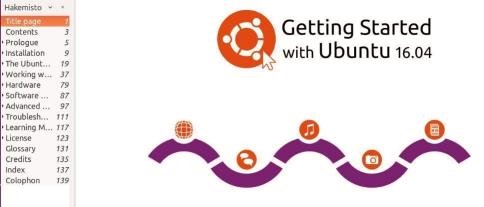 Hakemisto
Title page 1
Contents 3
Prologue 5
Installation 9
The Ubunt... 19
Working w... 37
Hardware 79
Software ... 87
Advanced ... 97
Troublesh... 111
Learning M... 117
License 123
Glossary 131
Credits 135
Index 137
Colophon 139
Getting Started
with Ubuntu 16.04